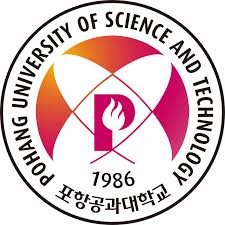 POHANG UNIVERSITY OF SCIENCE AND TECHNOLOGY
P
1986
포항공과대학교